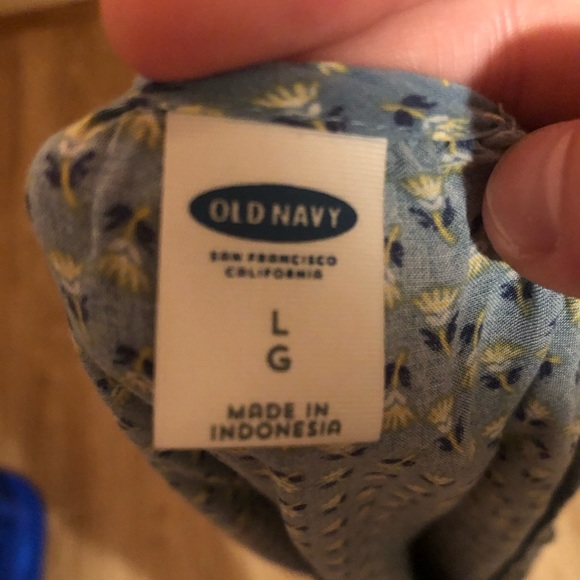 OLD NAVY
SAN FRANCISCO
CALIFORNIA
L
G
MADE IN
INDONESIA